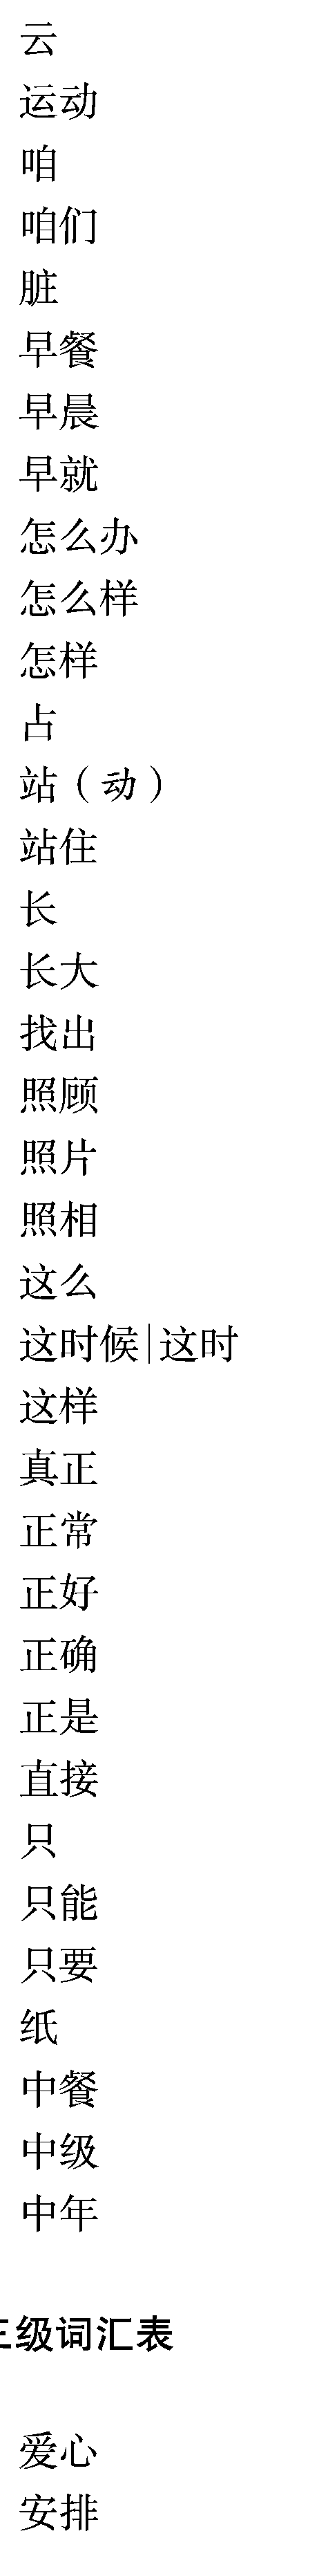 云
运动
咱
咱们
脏
早餐
早晨
早就
怎么办
怎么样
怎样
占
站（动）
站住
长
长大
找出
照顾
照片
照相
这么
这时候|这时
这样
真正
正常
正好
正确
正是
直接
只
只能
只要
纸
中餐
中级
中年
三级词汇表
爱心
安排